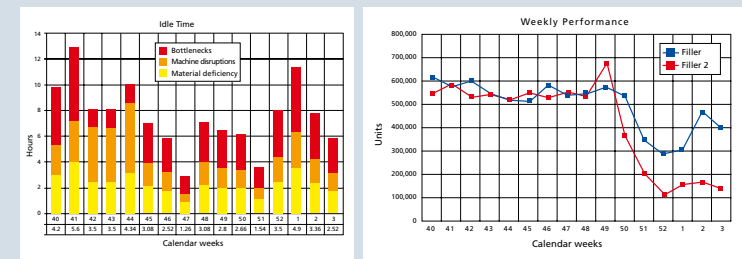 Idle Time
14
12
10
8
6
4
2
0
Hours
Bottlenecks
Machine disruptions
Material deficiency
40 41 42 43 44 45 46 47 48 49 50 51 52 1 2 3
4.2 5.6 3.5 3.5 4.34 3.08 2.52 1.26 3.08 2.8 2.66 1.54 3.5 4.9 3.36 2.52
Calendar weeks
Weekly Performance
800,000
700,000
600,000
500,000
400,000
300,000
200,000
100,000
0
Units
Filler
Filler 2
40 41 42 43 44 45 46 47 48 49 50 51 52 1 2 3
Calendar weeks